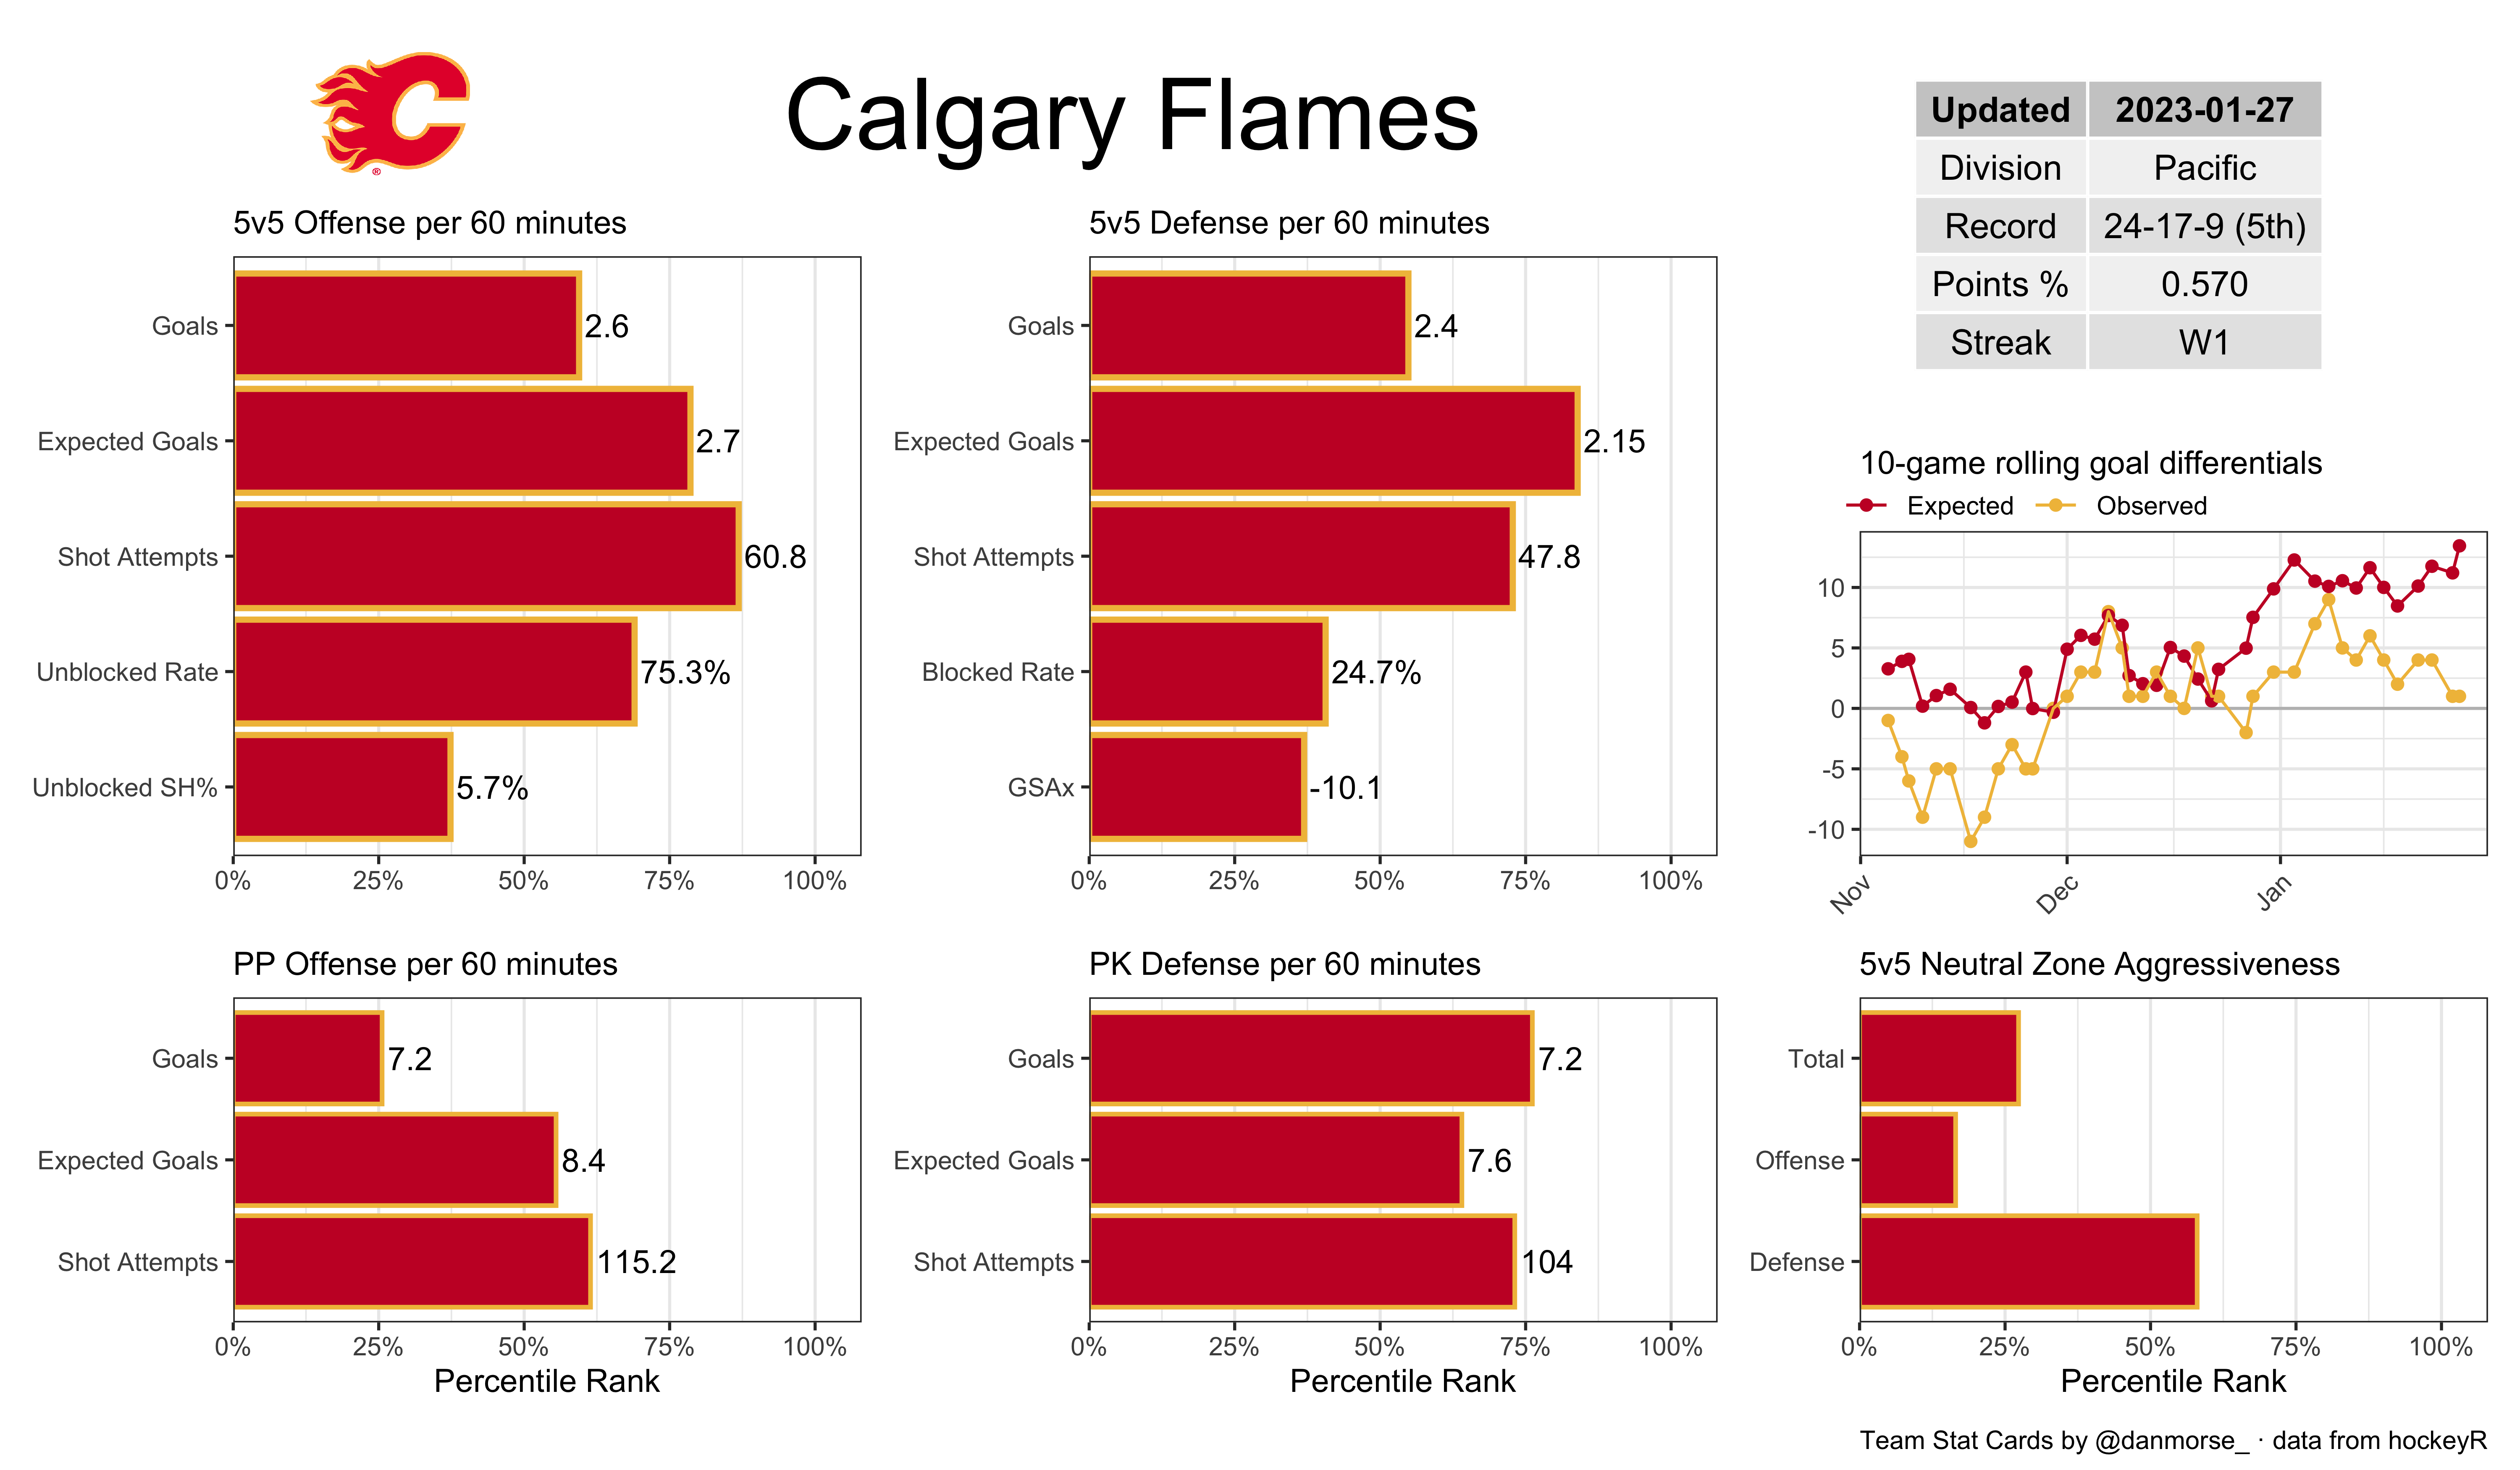 Calgary Flames
Updated 2023-01-27
Division Pacific
Record 24-17-9 (5th)
Points % 0.570
Streak W1
5v5 Offense per 60 minutes
Goals 2.6
Expected Goals 2.7
Shot Attempts 60.8
Unblocked Rate 75.3%
Unblocked SH% 5.7%
0% 25% 50% 75% 100%
5v5 Defense per 60 minutes
Goals 2.4
Expected Goals 2.15
Shot Attempts 47.8
Blocked Rate 24.7%
GSAx -10.1
0% 25% 50% 75% 100%
10-game rolling goal differentials
Expected Observed
10
5
0
-5
-10
Nov Dec Jan
PP Offense per 60 minutes
Goals 7.2
Expected Goals 8.4
Shot Attempts 115.2
0% 25% 50% 75% 100%
Percentile Rank
PK Defense per 60 minutes
Goals 7.2
Expected Goals 7.6
Shot Attempts 104
0% 25% 50% 75% 100%
Percentile Rank
5v5 Neutral Zone Aggressiveness
Total
Offense
Defense
0% 25% 50% 75% 100%
Percentile Rank
Team Stat Cards by @danmorse_ · data from hockeyR